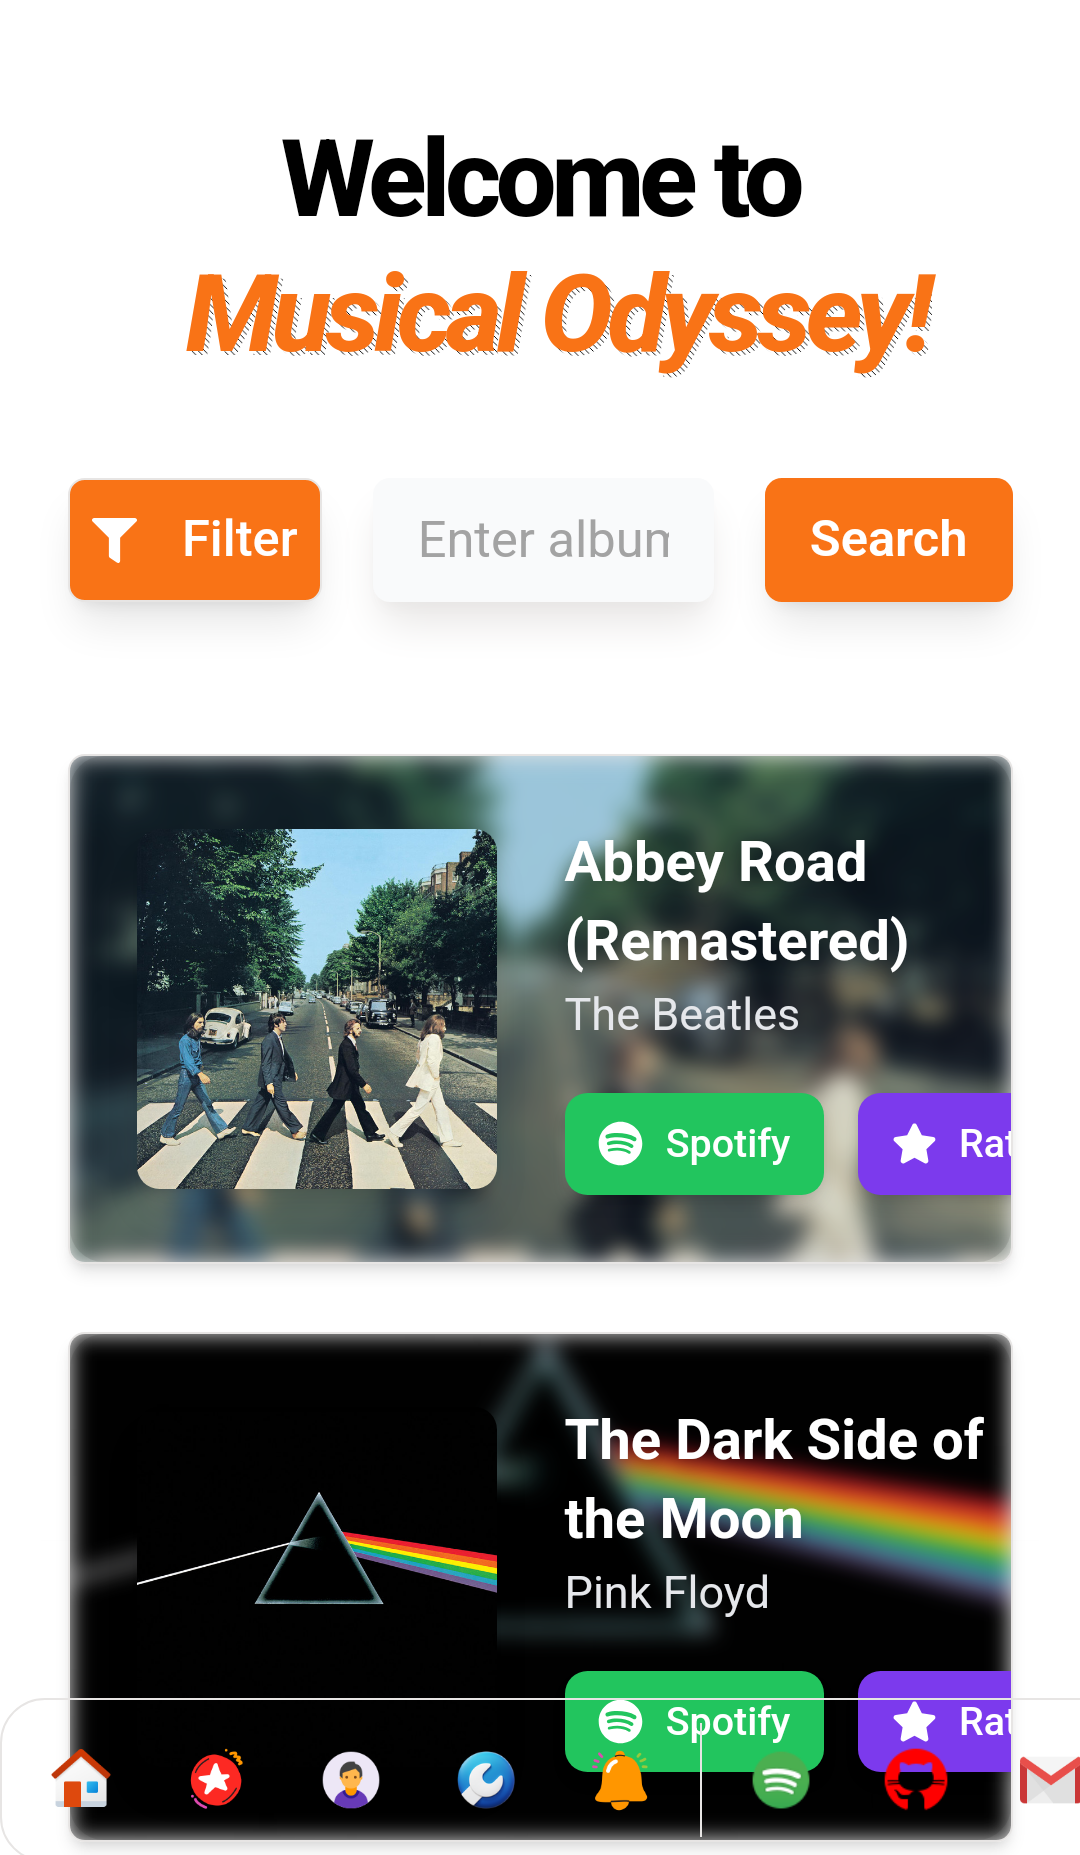 Welcome to
Musical Odyssey!
Filter
Enter album
Search
Abbey Road
(Remastered)
The Beatles
Spotify
Rat
The Dark Side of
the Moon
Pink Floyd
Spotify
Rat